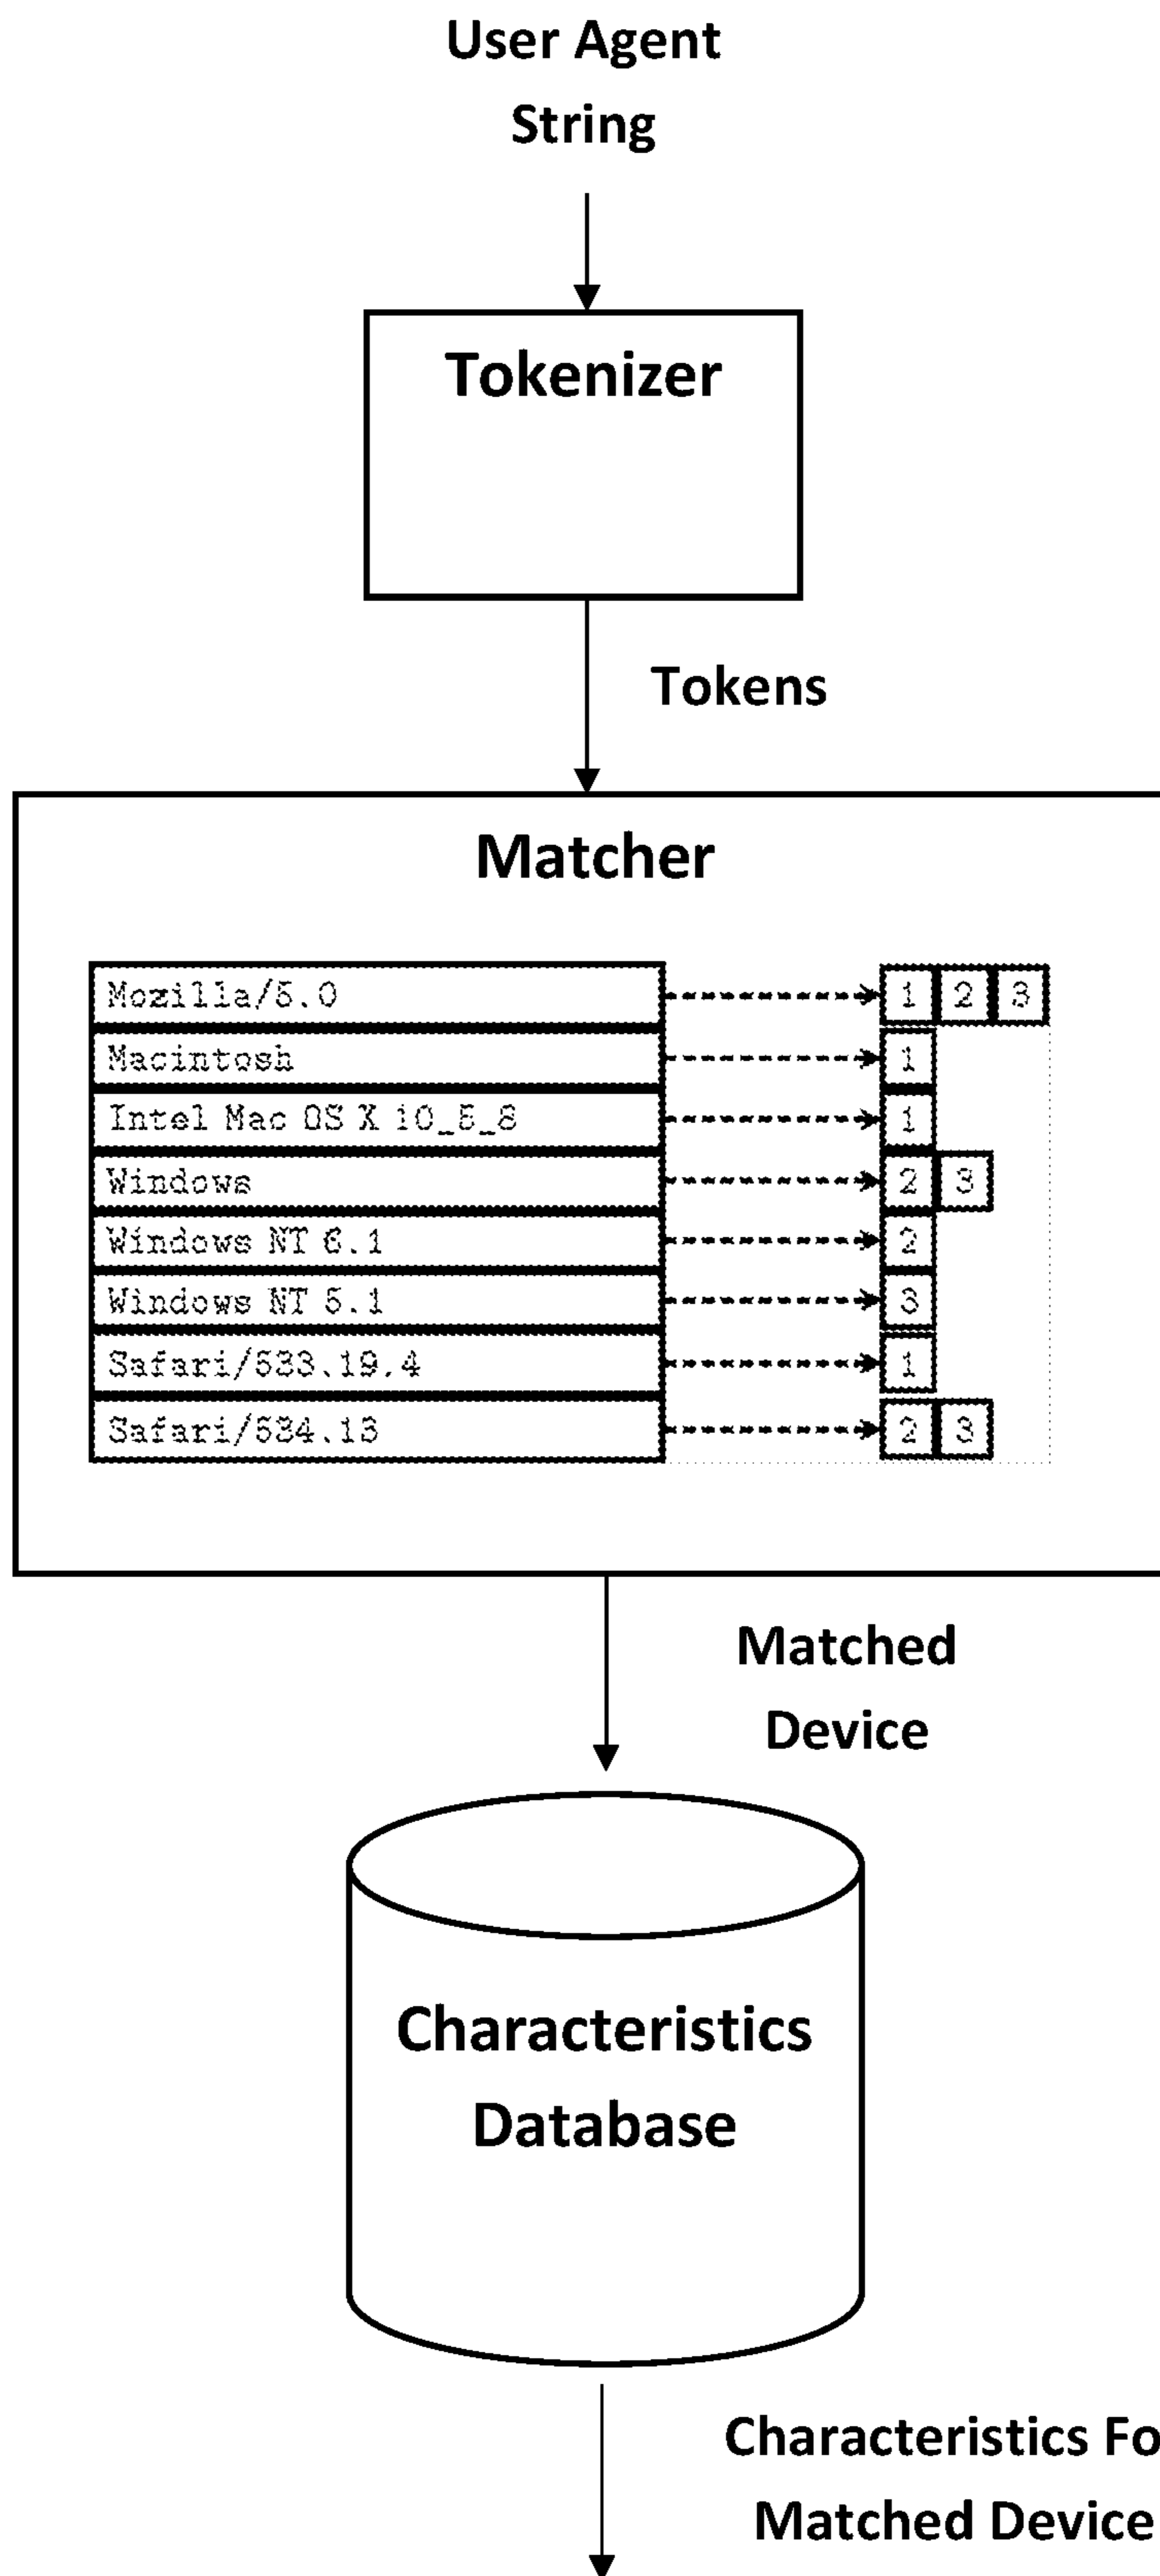 User Agent
String
Tokenizer
Tokens
Matcher
Mozilla/5.0 1 2 3
Macintosh 1
Intel Mac OS X 10_5_8 1
Windows 2 3
Windows NT 6.1 2
Windows NT 5.1 3
Safari/533.19.4 1
Safari/534.13 2 3
Matched
Device
Characteristics
Database
Characteristics Fo
Matched Device